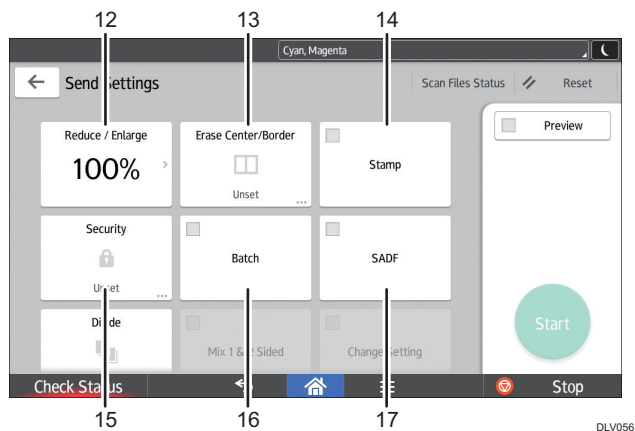 12 13 14
Cyan, Magenta
Send Settings Scan Files Status Reset
Reduce / Enlarge Erase Center/Border Preview
100% Stamp
Unset
Security
Batch SADF
Unset
Divide Start
Mix 1 & 2 Sided Change Setting
Check Status Stop
15 16 17
DLV056